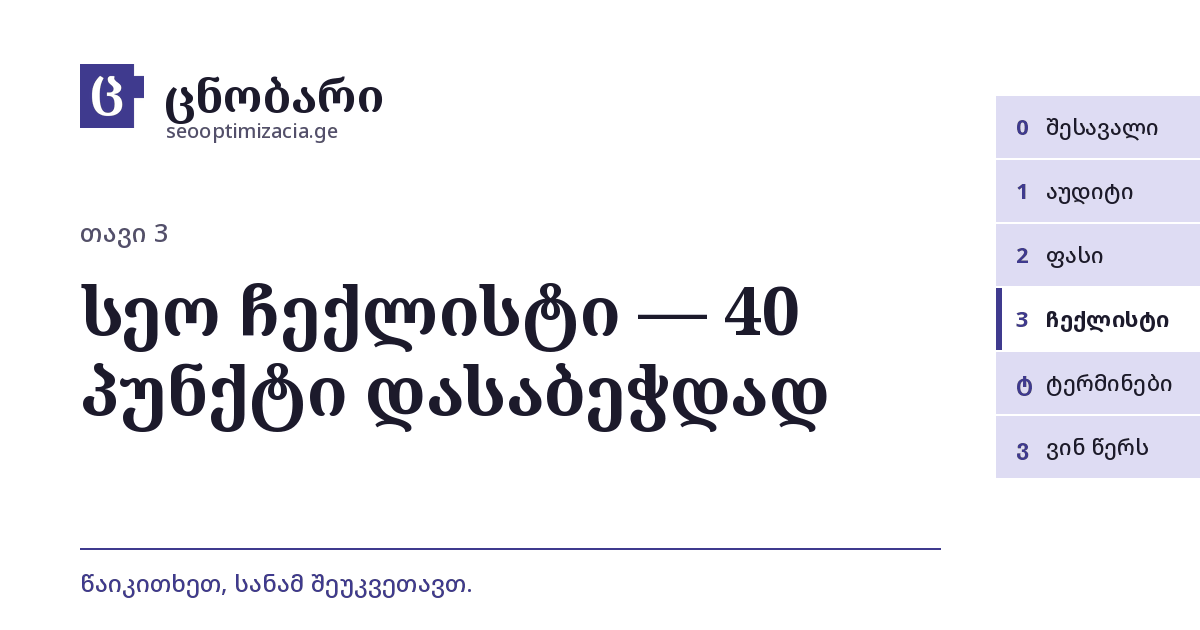 ც ცნობარი
seooptimizacia.ge
თავი 3
სეო ჩექლისტი — 40
პუნქტი დასაბეჭდად
წაიკითხეთ, სანამ შეუკვეთავთ.
0 შესავალი
1 აუდიტი
2 ფასი
3 ჩექლისტი
ტ ტერმინები
ვ ვინ წერს